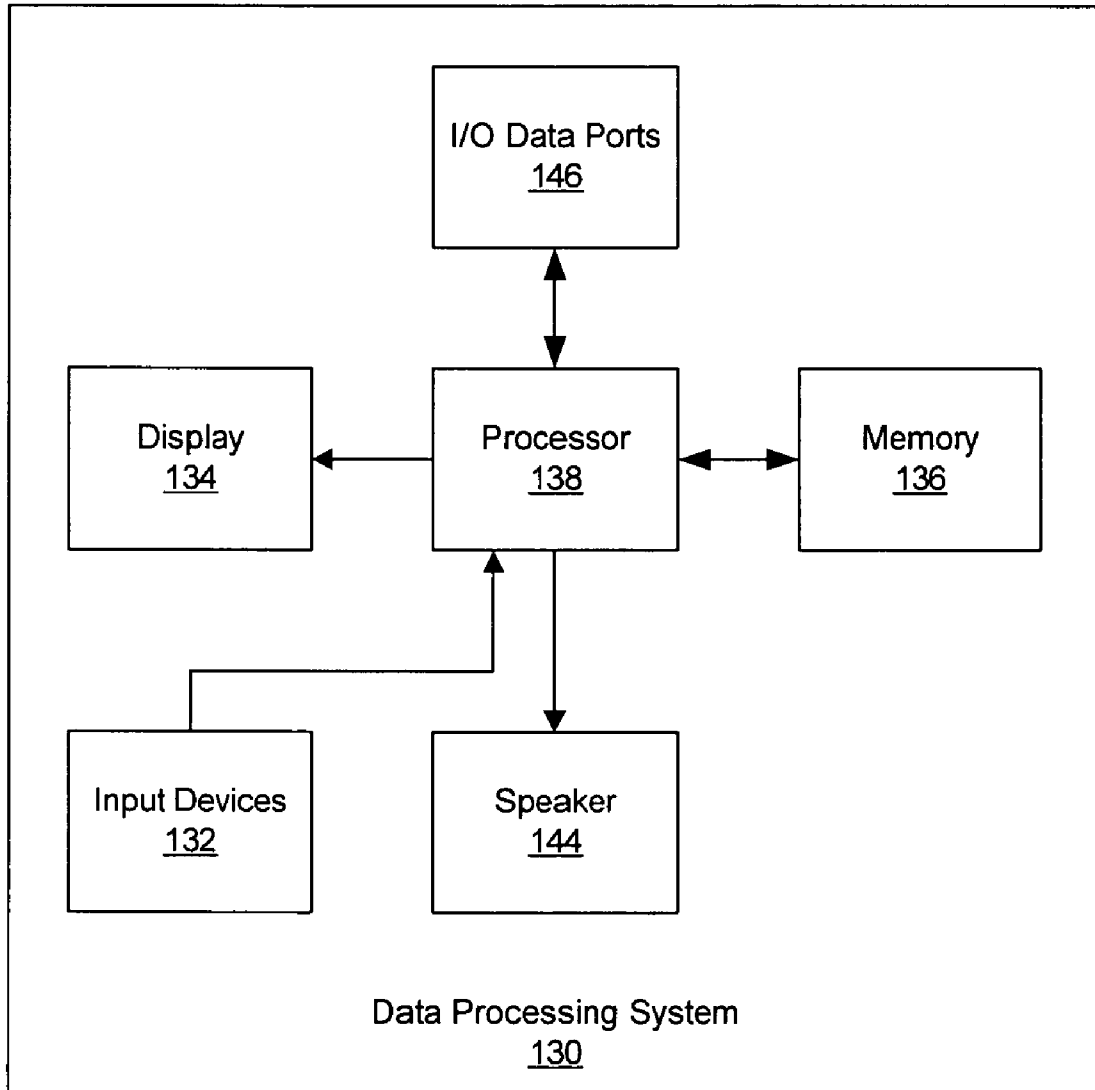 I/O Data Ports
146
Display
134
Processor
138
Memory
136
Input Devices
132
Speaker
144
Data Processing System
130